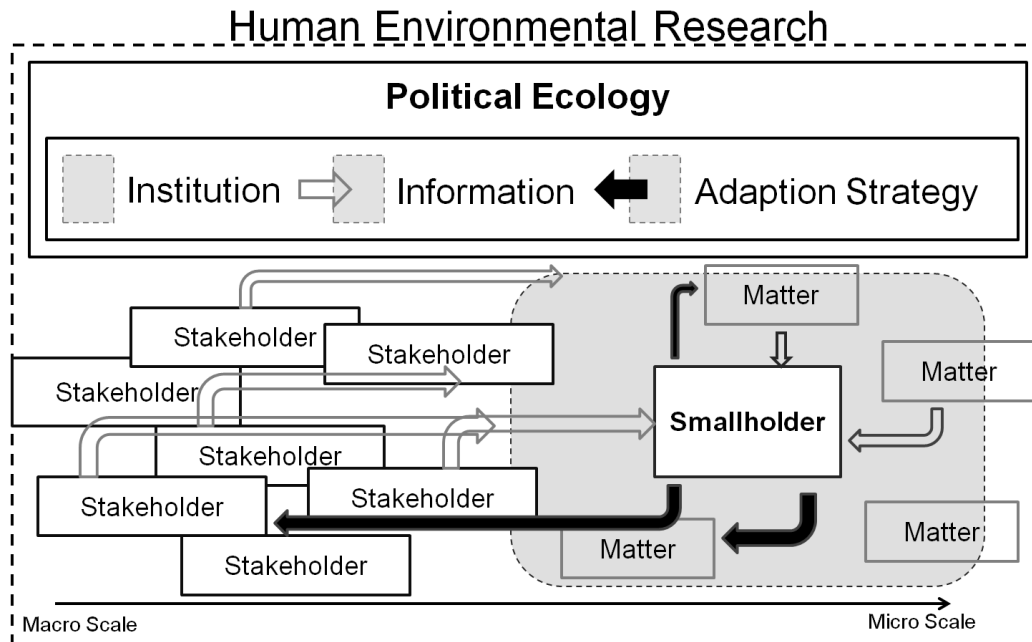 Human Environmental Research
Political Ecology
Institution
Information
Adaption Strategy
Matter
Stakeholder
Stakeholder
Matter
Stakeholder
Smallholder
Stakeholder
Stakeholder
Stakeholder
Matter
Matter
Stakeholder
Macro Scale
Micro Scale